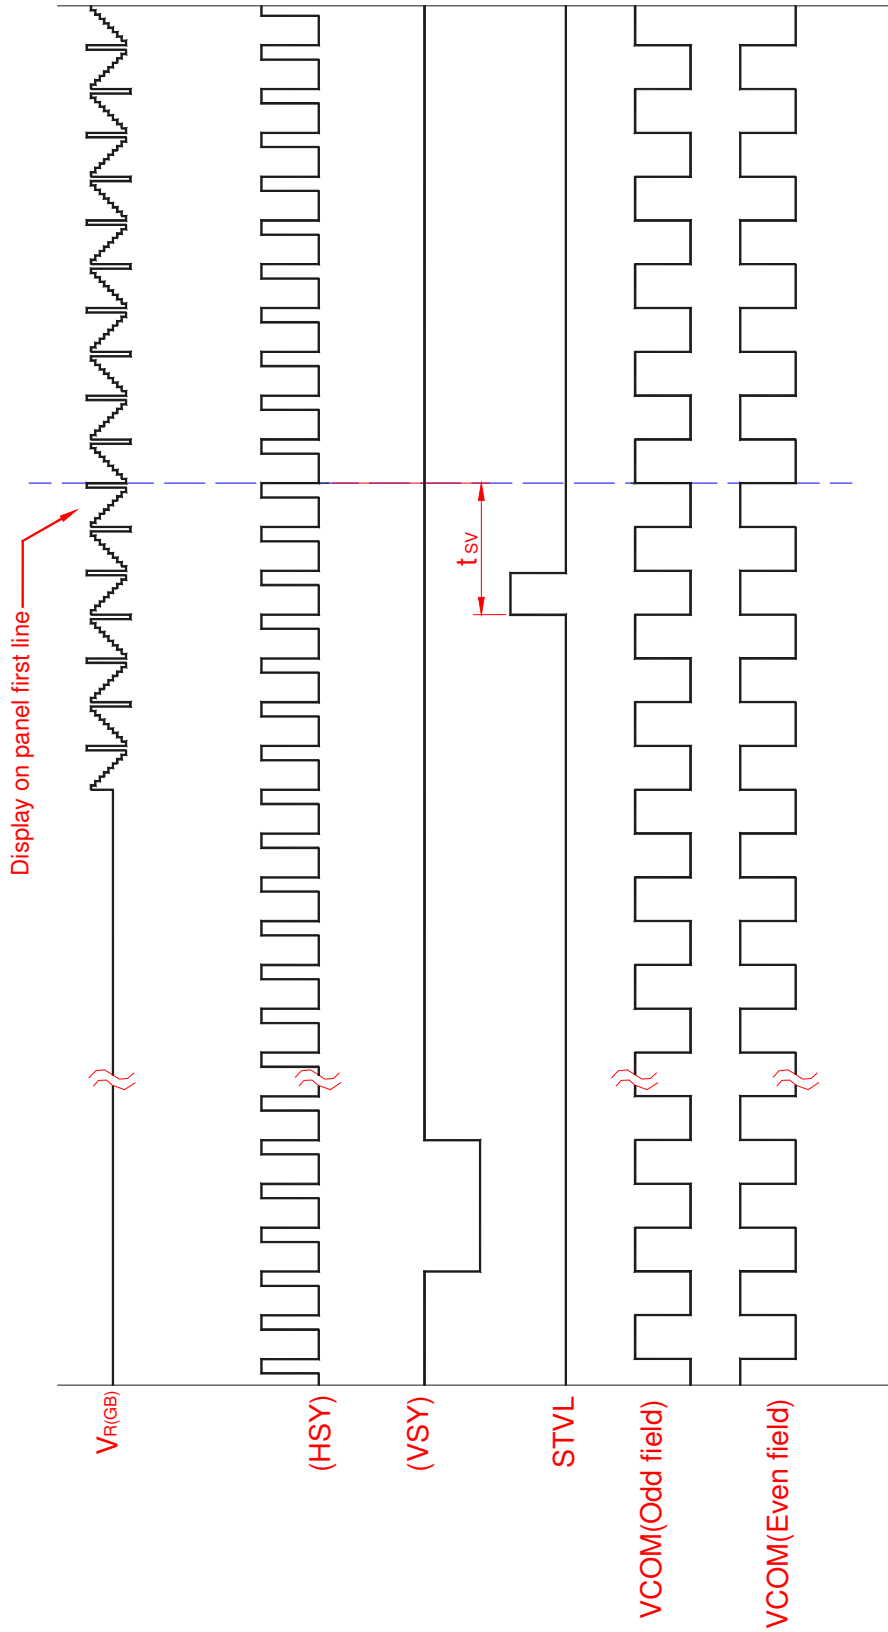 Display on panel first line
VR(GB)
(HSY)
(VSY)
tsv
STVL
VCOM(Odd field)
VCOM(Even field)